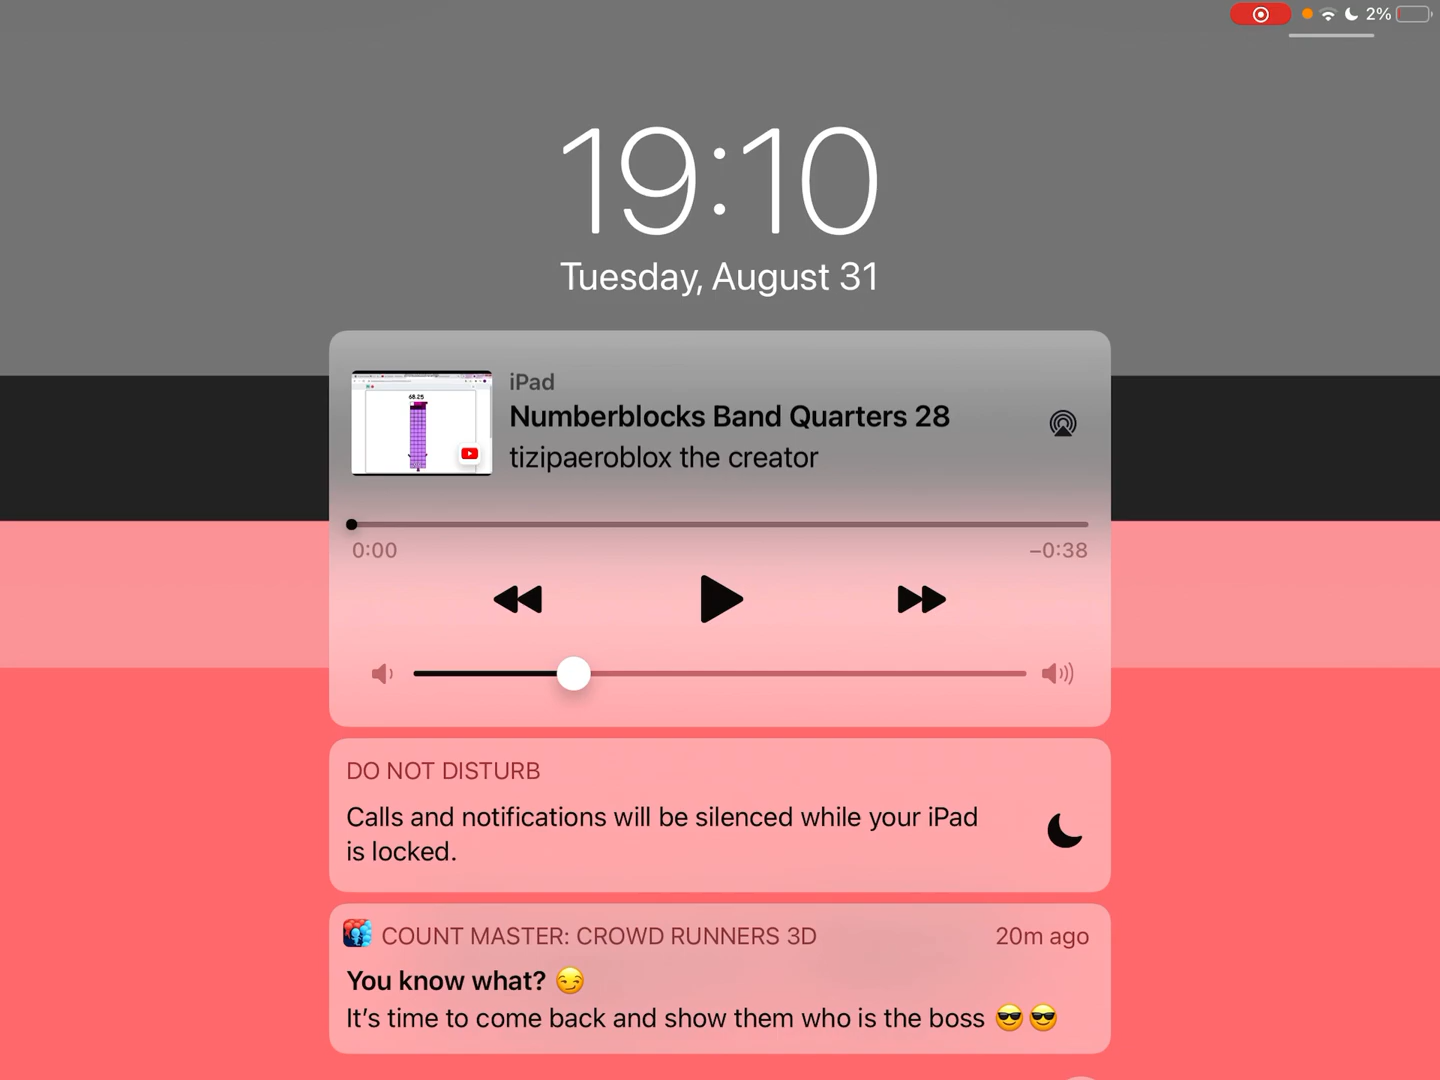 2%
19:10
Tuesday, August 31
68.25
iPad
Numberblocks Band Quarters 28
tizipaeroblox the creator
0:00
−0:38
DO NOT DISTURB
Calls and notifications will be silenced while your iPad
is locked.
COUNT MASTER: CROWD RUNNERS 3D
20m ago
You know what? 😏
It’s time to come back and show them who is the boss 😎😎